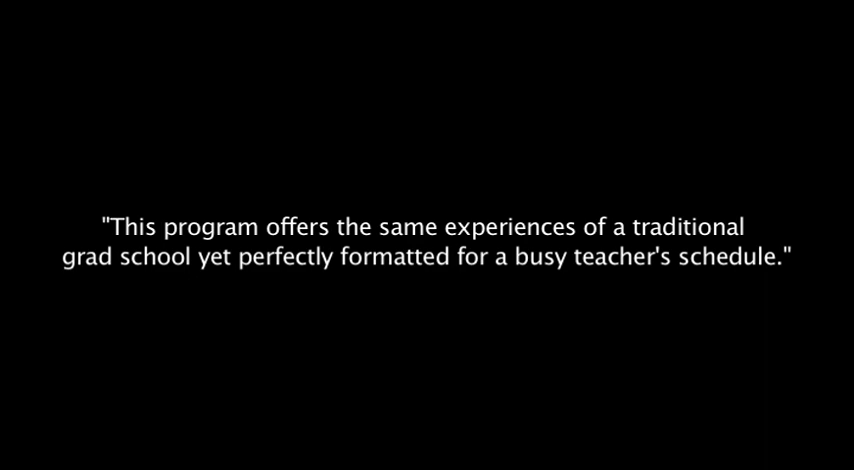 "This program offers the same experiences of a traditional
grad school yet perfectly formatted for a busy teacher's schedule."